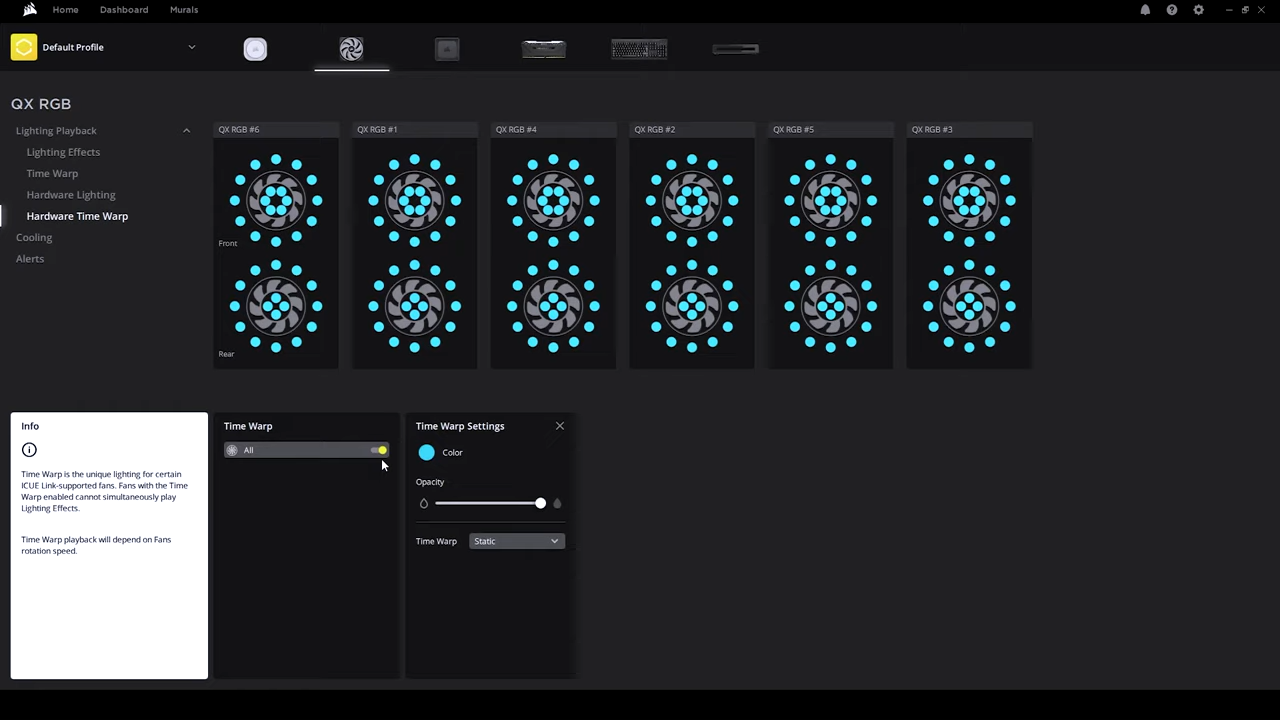 Home
Dashboard
Murals
Default Profile
QX RGB
Lighting Playback
Lighting Effects
Time Warp
Hardware Lighting
Hardware Time Warp
Cooling
Alerts
QX RGB #6
QX RGB #1
QX RGB #4
QX RGB #2
QX RGB #5
QX RGB #3
Front
Rear
Info
Time Warp is the unique lighting for certain
ICUE Link-supported fans. Fans with the Time
Warp enabled cannot simultaneously play
Lighting Effects.
Time Warp playback will depend on Fans
rotation speed.
Time Warp
All
Time Warp Settings
Color
Opacity
Time Warp
Static